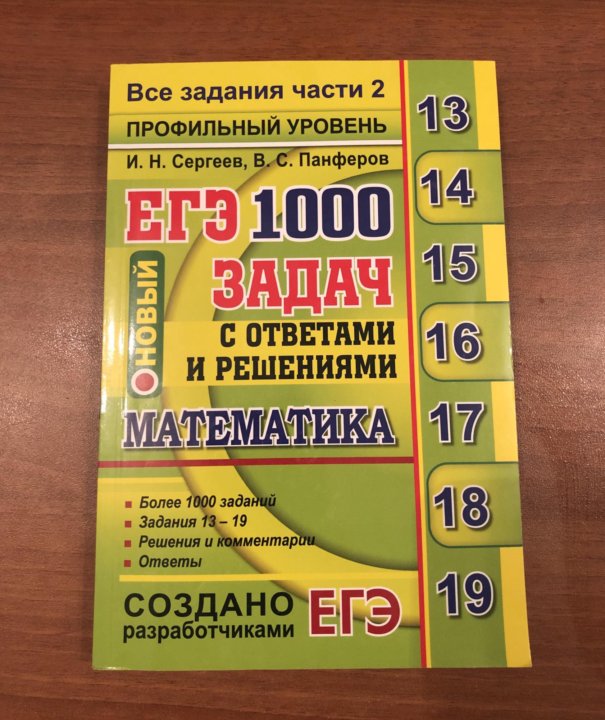 Все задания части 2
ПРОФИЛЬНЫЙ УРОВЕНЬ
И. Н. Сергеев, В. С. Панферов
ЕГЭ 1000
ЗАДАЧ
НОВЫЙ
С ОТВЕТАМИ
И РЕШЕНИЯМИ
МАТЕМАТИКА
Более 1000 заданий
Задания 13 – 19
Решения и комментарии
Ответы
СОЗДАНО
разработчиками ЕГЭ
13
14
15
16
17
18
19